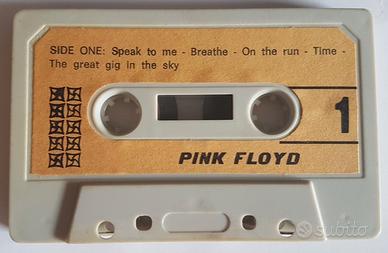 SIDE ONE: Speak to me - Breathe - On the run - Time -
The great gig in the sky
1
PINK FLOYD
subito